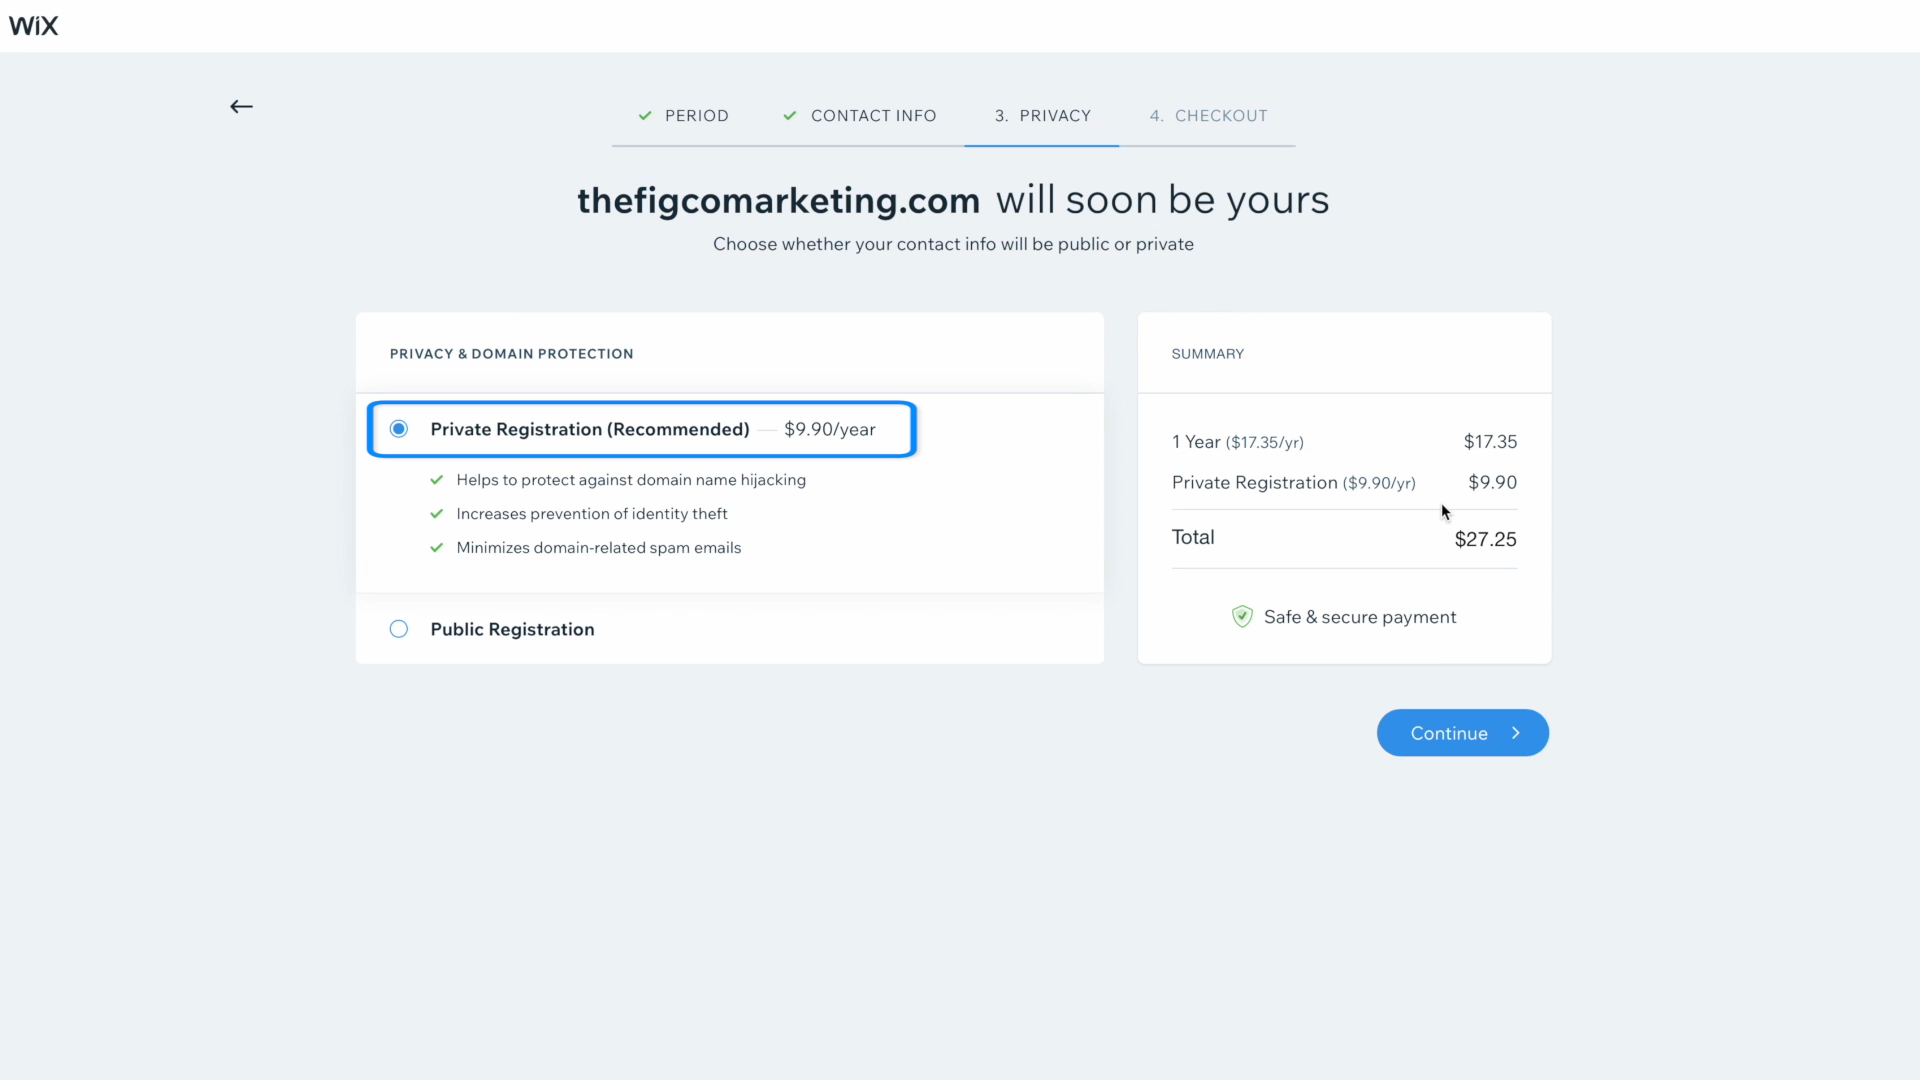 WiX
PERIOD
CONTACT INFO
3. PRIVACY
4. CHECKOUT
thefigcomarketing.com will soon be yours
Choose whether your contact info will be public or private
PRIVACY & DOMAIN PROTECTION
Private Registration (Recommended) — $9.90/year
Helps to protect against domain name hijacking
Increases prevention of identity theft
Minimizes domain-related spam emails
Public Registration
SUMMARY
1 Year ($17.35/yr) $17.35
Private Registration ($9.90/yr) $9.90
Total $27.25
Safe & secure payment
Continue